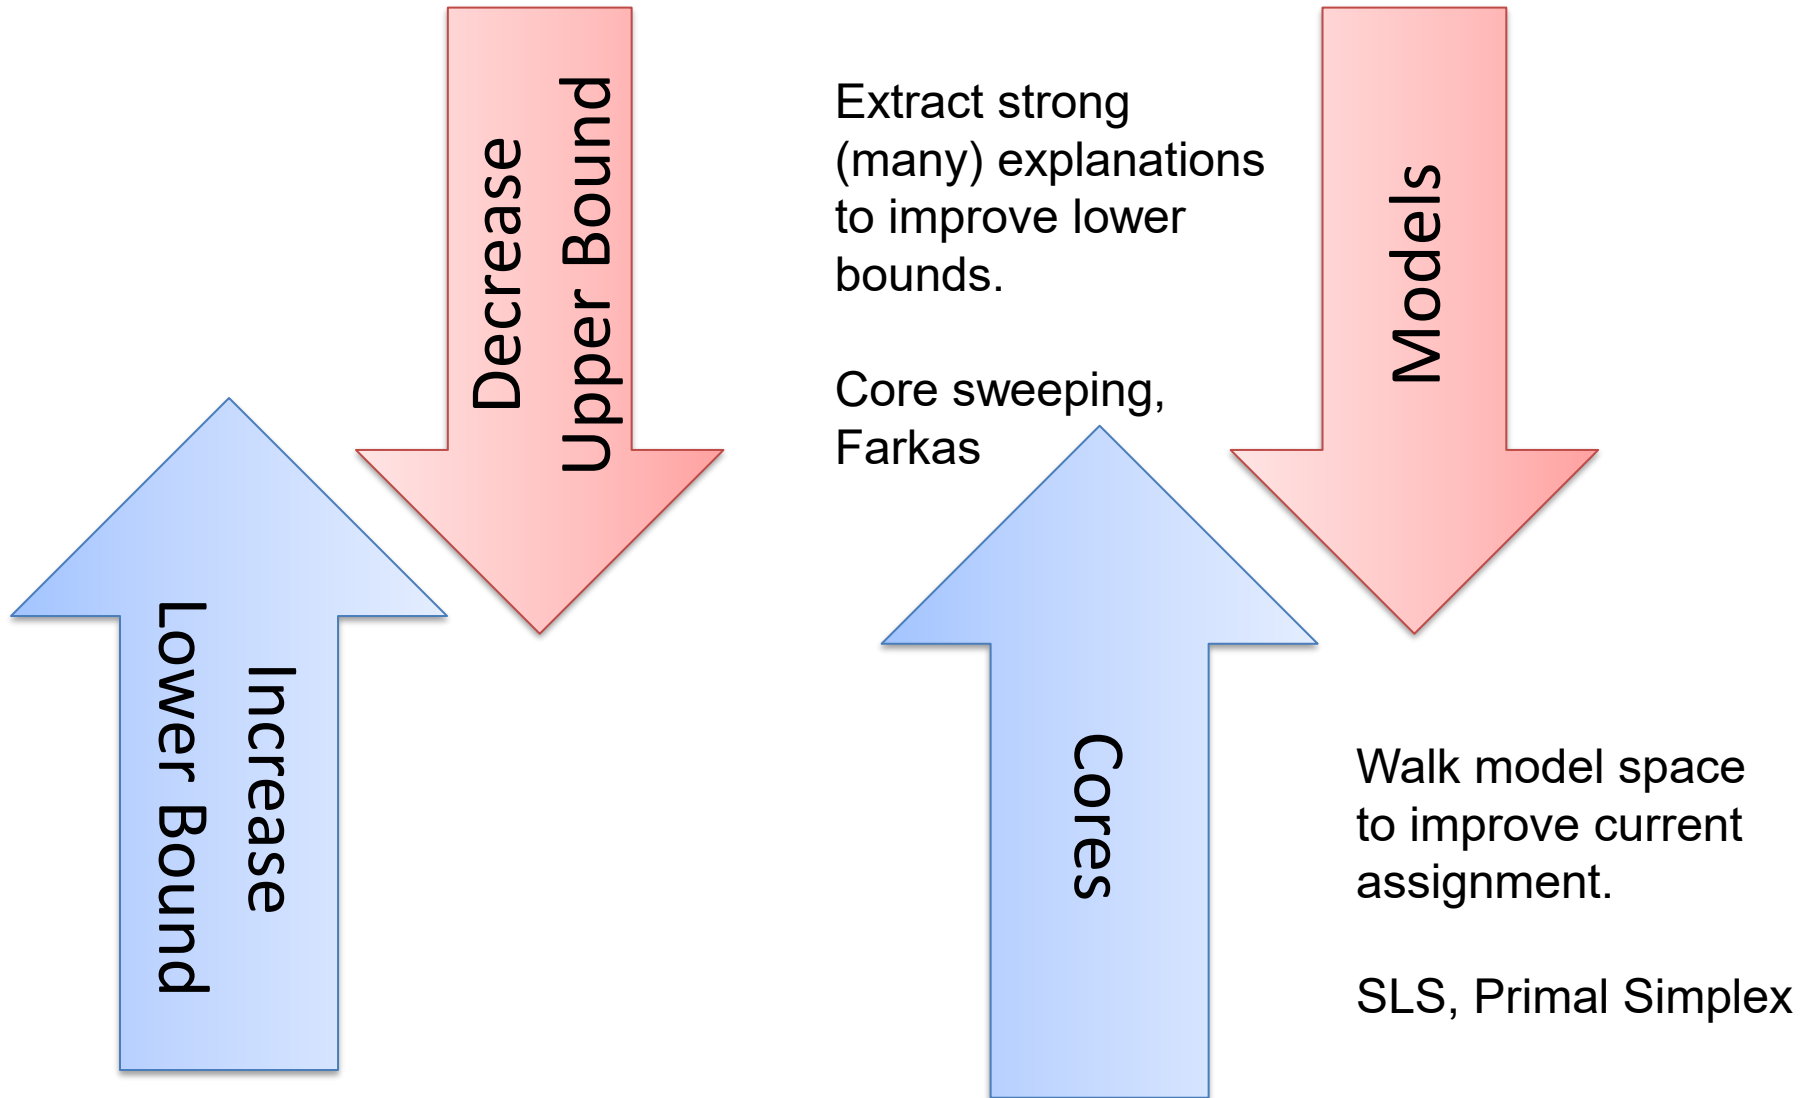 Decrease
Upper Bound
Increase
Lower Bound
Extract strong
(many) explanations
to improve lower
bounds.
Core sweeping,
Farkas
Models
Cores
Walk model space
to improve current
assignment.
SLS, Primal Simplex